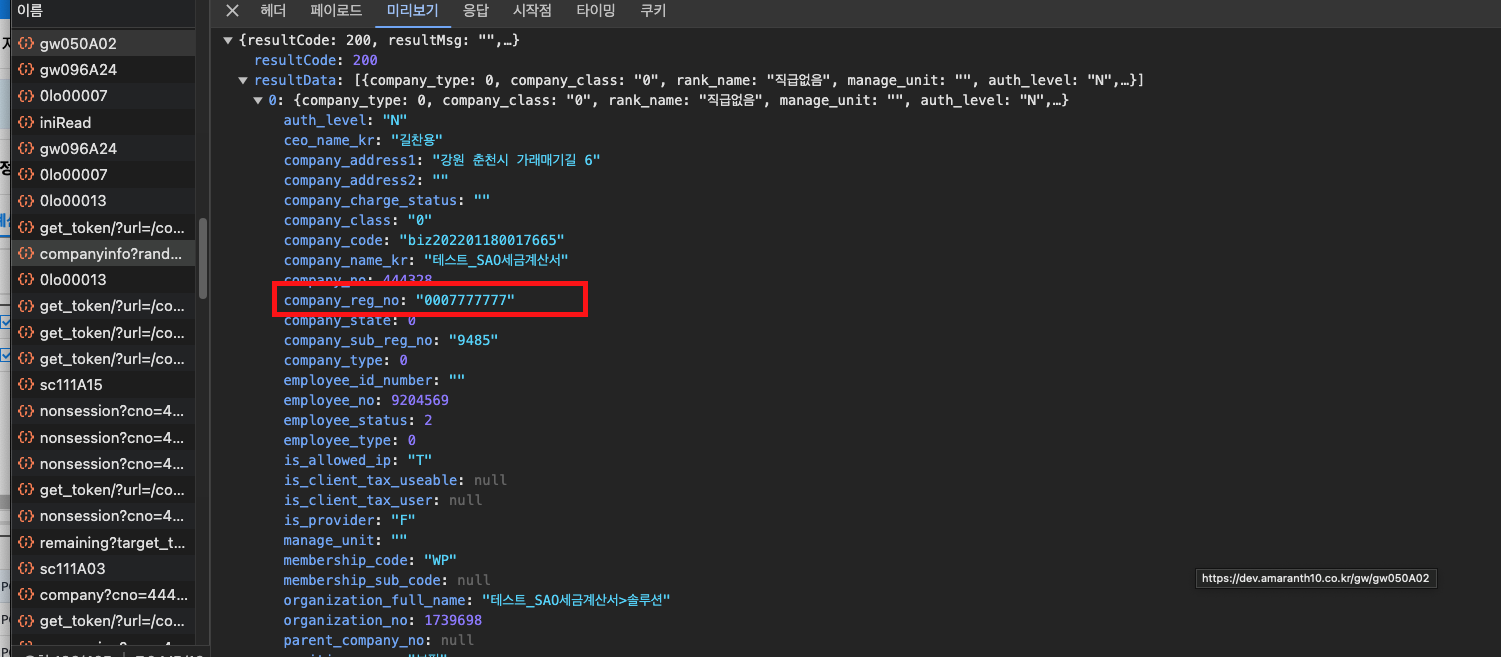 이름
헤더 페이로드 미리보기 응답 시작점 타이밍 쿠키
gw050A02
gw096A24
0lo00007
iniRead
gw096A24
0lo00007
0lo00013
get_token/?url=/co...
companyinfo?rand...
0lo00013
get_token/?url=/co...
get_token/?url=/co...
get_token/?url=/co...
sc111A15
nonsession?cno=4...
nonsession?cno=4...
nonsession?cno=4...
get_token/?url=/co...
nonsession?cno=4...
remaining?target_t...
sc111A03
company?cno=444...
get_token/?url=/co...
{resultCode: 200, resultMsg: "",…}
resultCode: 200
resultData: [{company_type: 0, company_class: "0", rank_name: "직급없음", manage_unit: "", auth_level: "N",…}]
0: {company_type: 0, company_class: "0", rank_name: "직급없음", manage_unit: "", auth_level: "N",…}
auth_level: "N"
ceo_name_kr: "길찬용"
company_address1: "강원 춘천시 가래매기길 6"
company_address2: ""
company_charge_status: ""
company_class: "0"
company_code: "biz202201180017665"
company_name_kr: "테스트_SAO세금계산서"
company_no: 444328
company_reg_no: "0007777777"
company_state: 0
company_sub_reg_no: "9485"
company_type: 0
employee_id_number: ""
employee_no: 9204569
employee_status: 2
employee_type: 0
is_allowed_ip: "T"
is_client_tax_useable: null
is_client_tax_user: null
is_provider: "F"
manage_unit: ""
membership_code: "WP"
membership_sub_code: null
organization_full_name: "테스트_SAO세금계산서>솔루션"
organization_no: 1739698
parent_company_no: null
https://dev.amaranth10.co.kr/gw/gw050A02